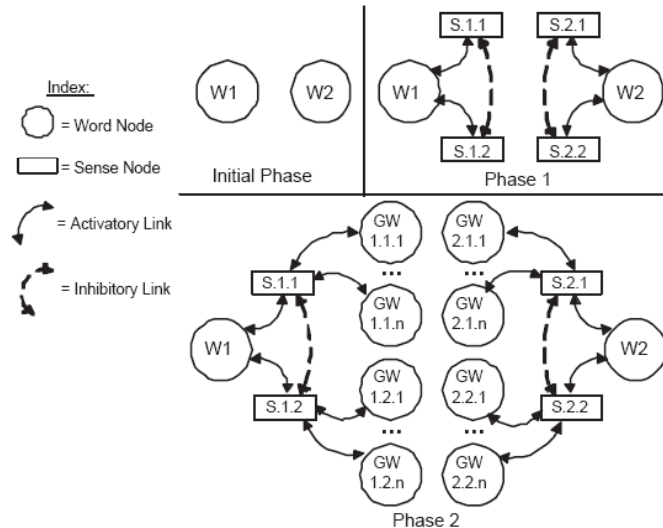 Index:
= Word Node
= Sense Node
= Activatory Link
= Inhibitory Link
W1
W2
Initial Phase
S.1.1
S.2.1
W1
W2
S.1.2
S.2.2
Phase 1
GW
1.1.1
GW
2.1.1
...
...
S.1.1
S.2.1
GW
1.1.n
GW
2.1.n
W1
W2
GW
1.2.1
GW
2.2.1
S.1.2
S.2.2
...
...
GW
1.2.n
GW
2.2.n
Phase 2